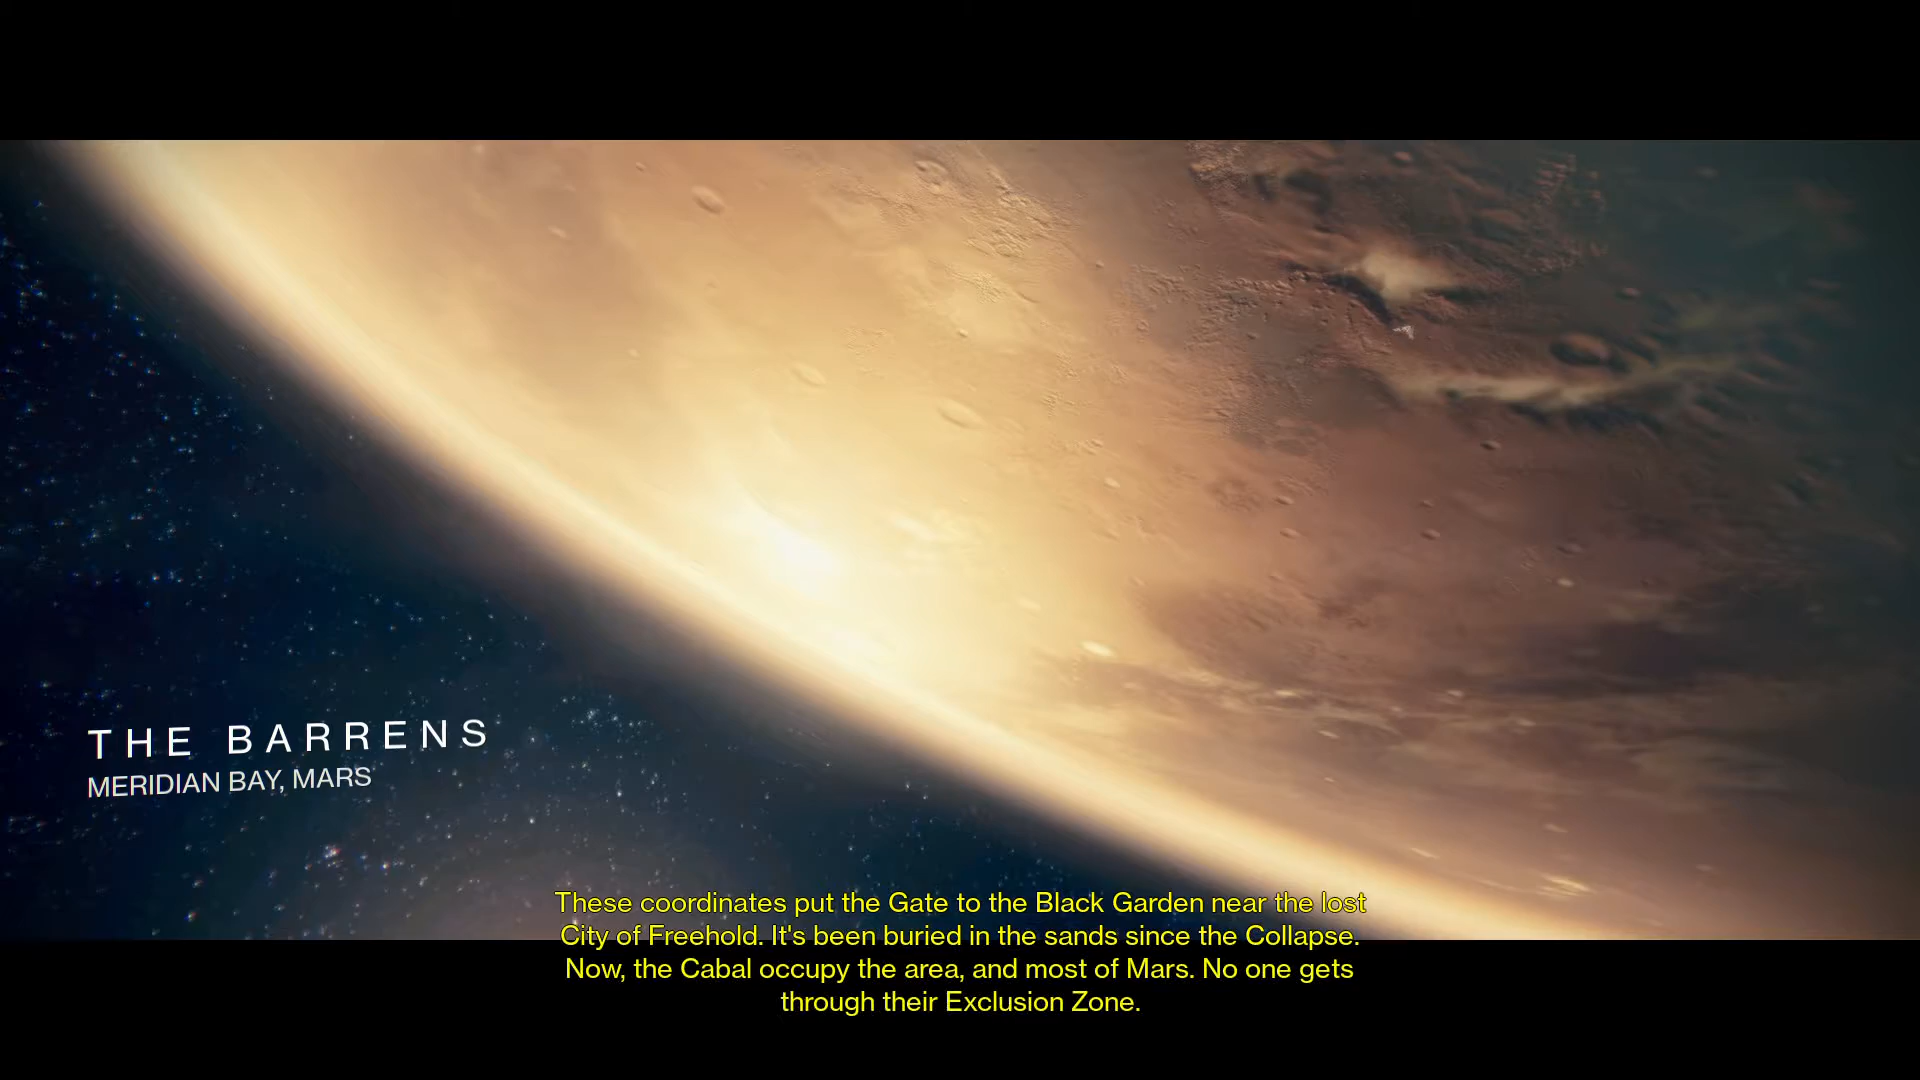 THE BARRENS
MERIDIAN BAY, MARS
These coordinates put the Gate to the Black Garden near the lost
City of Freehold. It's been buried in the sands since the Collapse.
Now, the Cabal occupy the area, and most of Mars. No one gets
through their Exclusion Zone.